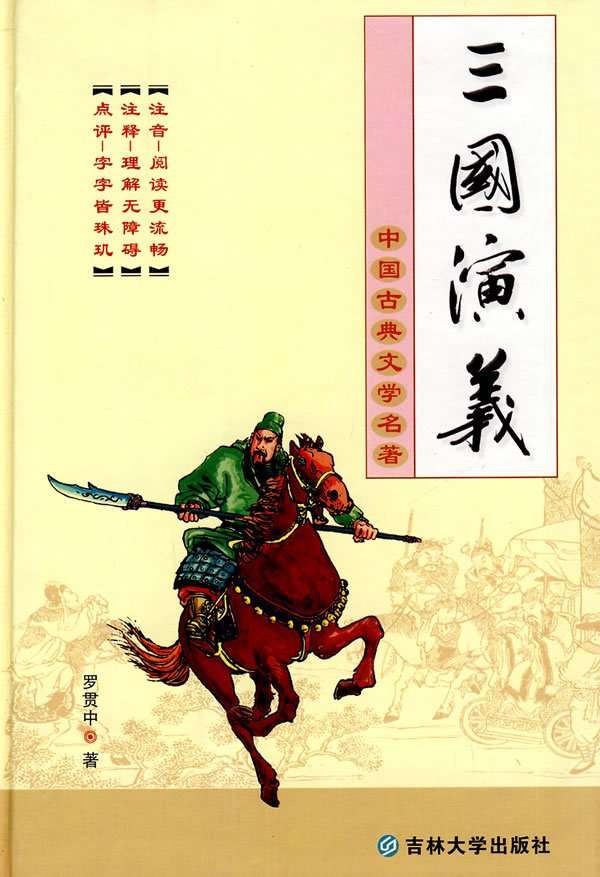 三國演義
中国古典文学名著
【注音—阅读更流畅】
【注释—理解无障碍】
【点评—字字皆珠玑】
罗贯中◎著
吉林大学出版社